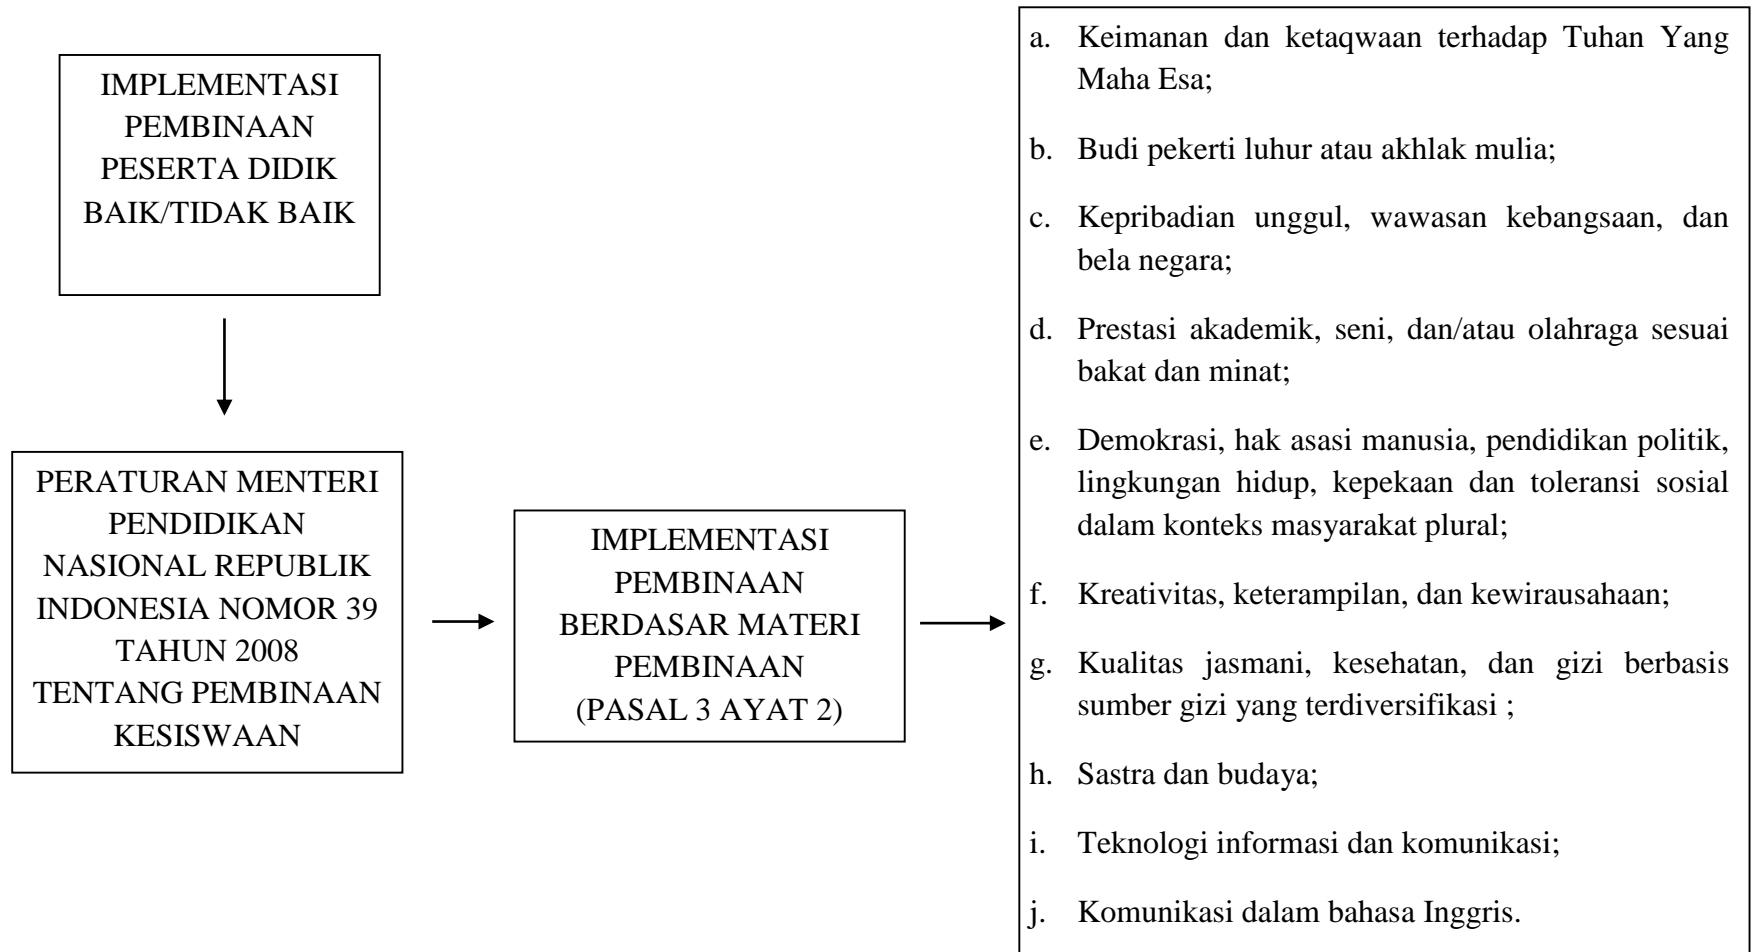 IMPLEMENTASI
PEMBINAAN
PESERTA DIDIK
BAIK/TIDAK BAIK
PERATURAN MENTERI
PENDIDIKAN
NASIONAL REPUBLIK
INDONESIA NOMOR 39
TAHUN 2008
TENTANG PEMBINAAN
KESISWAAN
IMPLEMENTASI
PEMBINAAN
BERDASAR MATERI
PEMBINAAN
(PASAL 3 AYAT 2)
a. Keimanan dan ketaqwaan terhadap Tuhan Yang
Maha Esa;
b. Budi pekerti luhur atau akhlak mulia;
c. Kepribadian unggul, wawasan kebangsaan, dan
bela negara;
d. Prestasi akademik, seni, dan/atau olahraga sesuai
bakat dan minat;
e. Demokrasi, hak asasi manusia, pendidikan politik,
lingkungan hidup, kepekaan dan toleransi sosial
dalam konteks masyarakat plural;
f. Kreativitas, keterampilan, dan kewirausahaan;
g. Kualitas jasmani, kesehatan, dan gizi berbasis
sumber gizi yang terdiversifikasi ;
h. Sastra dan budaya;
i. Teknologi informasi dan komunikasi;
j. Komunikasi dalam bahasa Inggris.